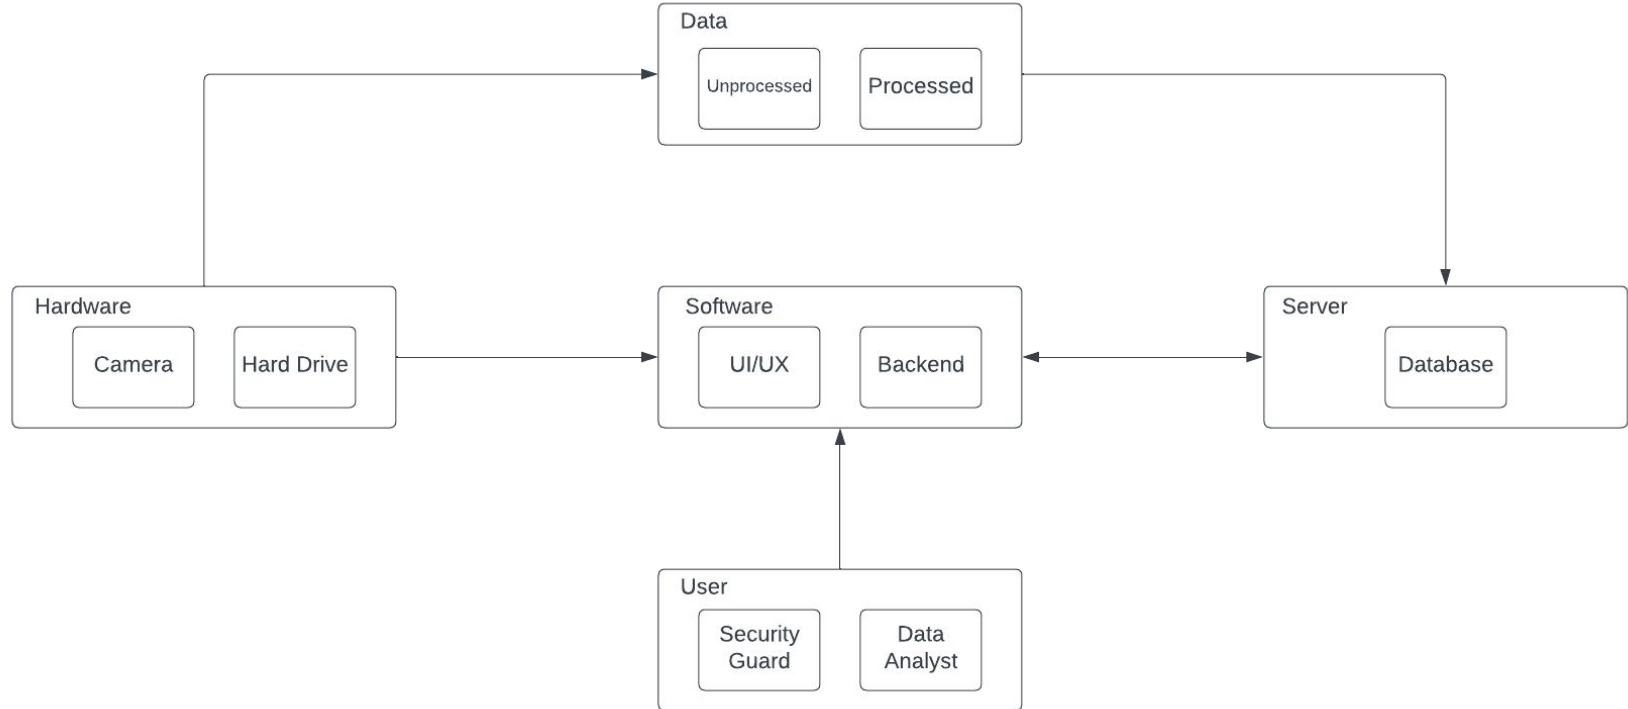 Data
Unprocessed
Processed
Hardware
Camera
Hard Drive
Software
UI/UX
Backend
Server
Database
User
Security
Guard
Data
Analyst